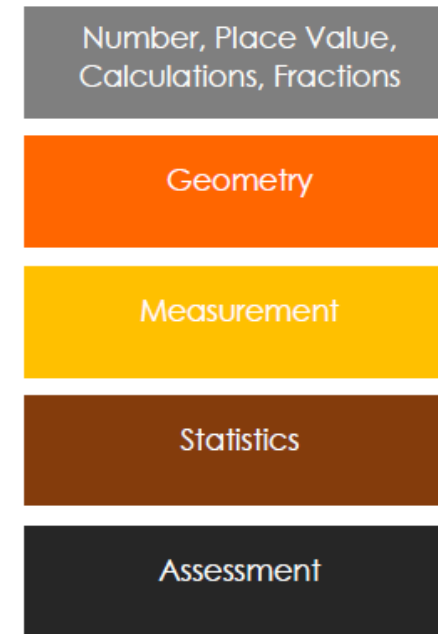 Number, Place Value,
Calculations, Fractions
Geometry
Measurement
Statistics
Assessment